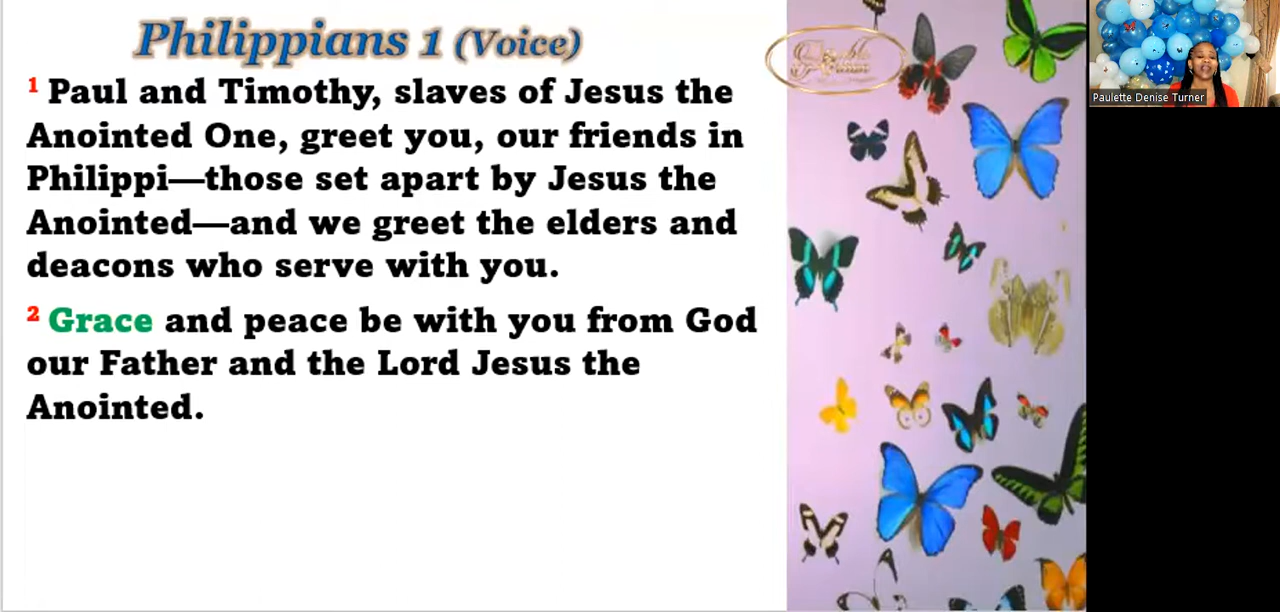 Philippians 1 (Voice)
1 Paul and Timothy, slaves of Jesus the
Anointed One, greet you, our friends in
Philippi—those set apart by Jesus the
Anointed—and we greet the elders and
deacons who serve with you.
2 Grace and peace be with you from God
our Father and the Lord Jesus the
Anointed.
Paulette Denise Turner